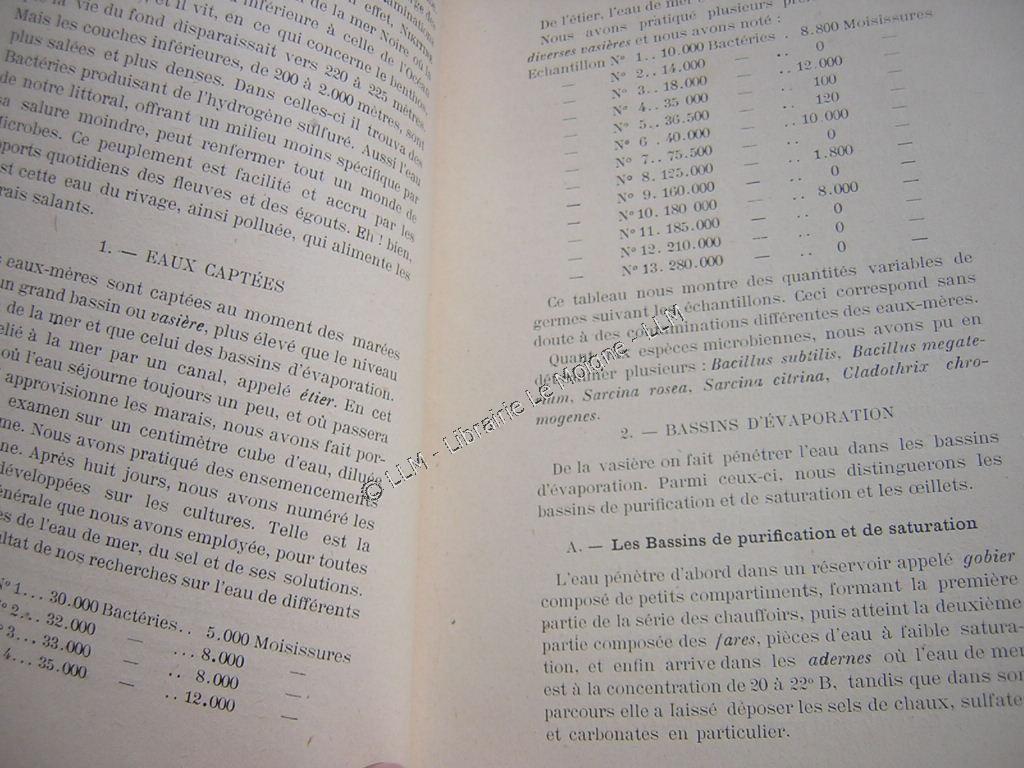 la vie du fond disparaissait vers 220 à 225 mètres.
Mais les couches inférieures, de 200 à 2.000 mètres, sont
plus salées et plus denses. Dans celles-ci il trouva des
Bactéries produisant de l'hydrogène sulfuré. Aussi l'eau
de notre littoral, offrant un milieu moins spécifique par
sa salure moindre, peut renfermer tout un monde de
Microbes. Ce peuplement est facilité et accru par les
quotidiens des fleuves et des égouts. Eh ! bien,
cette eau du rivage, ainsi polluée, qui alimente les
salants.
1. — EAUX CAPTÉES
eaux-mères sont captées au moment des marées
un grand bassin ou vasière, plus élevé que le niveau
de la mer et que celui des bassins d'évaporation.
à la mer par un canal, appelé étier. En cet
où l'eau séjourne toujours un peu, et où passera
approvisionne les marais, nous avons fait por-
examen sur un centimètre cube d'eau, dilué
Nous avons pratiqué des ensemencements
Après huit jours, nous avons numéré les
développées sur les cultures. Telle est la
que nous avons employée, pour toutes
de l'eau de mer, du sel et de ses solutions.
de nos recherches sur l'eau de différents
N° 1... 30.000 Bactéries.. 5.000 Moisissures
2... 32.000 — ... 8.000 —
3... 33.000 — .. 8.000 —
4... 35.000 — .. 12.000 —
De l'étier, l'eau de mer
Nous avons pratiqué plusieurs
diverses vasières et nous avons noté :
Echantillon N° 1.. 10.000 Bactéries . 8.800 Moisissures
— N° 2.. 14.000 — .. 0 —
— N° 3.. 18.000 — .. 12.000 —
— N° 4.. 35 000 — .. 100 —
— N° 5.. 36.500 — .. 120 —
— N° 6 . 40.000 — .. 10.000 —
— N° 7.. 75.500 — .. 0 —
— N° 8. 125.000 — .. 1.800 —
— N° 9. 160.000 — .. 0 —
— N° 10. 180 000 — .. 8.000 —
— N° 11. 185.000 — .. 0 —
— N° 12. 210.000 — .. 0 —
— N° 13. 280.000 — .. 0 —
Ce tableau nous montre des quantités variables de
germes suivant les échantillons. Ceci correspond sans
doute à des contaminations différentes des eaux-mères.
Quant aux espèces microbiennes, nous avons pu en
déterminer plusieurs : Bacillus subtilis, Bacillus megate-
rium, Sarcina rosea, Sarcina citrina, Cladothrix chro-
mogenes.
2. — BASSINS D'ÉVAPORATION
De la vasière on fait pénétrer l'eau dans les bassins
d'évaporation. Parmi ceux-ci, nous distinguerons les
bassins de purification et de saturation et les œillets.
A. — Les Bassins de purification et de saturation
L'eau pénètre d'abord dans un réservoir appelé gobier
composé de petits compartiments, formant la première
partie de la série des chauffoirs, puis atteint la deuxième
partie composée des fares, pièces d'eau à faible satura-
tion, et enfin arrive dans les adernes où l'eau de mer
est à la concentration de 20 à 22° B, tandis que dans son
parcours elle a laissé déposer les sels de chaux, sulfate
et carbonates en particulier.
© LLM - Librairie Le Moigne - LLM